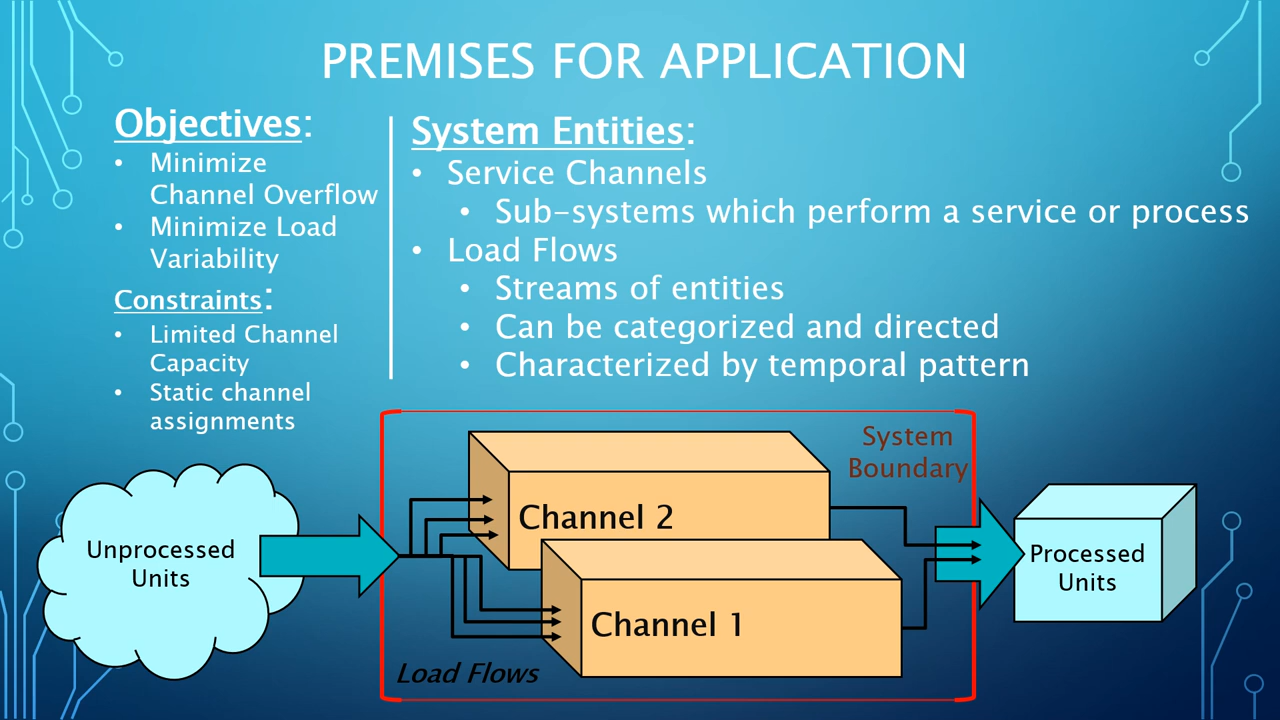 PREMISES FOR APPLICATION
Objectives:
• Minimize
Channel Overflow
• Minimize Load
Variability
Constraints:
• Limited Channel
Capacity
• Static channel
assignments
System Entities:
• Service Channels
• Sub-systems which perform a service or process
• Load Flows
• Streams of entities
• Can be categorized and directed
• Characterized by temporal pattern
System
Boundary
Channel 2
Unprocessed
Units
Processed
Units
Channel 1
Load Flows